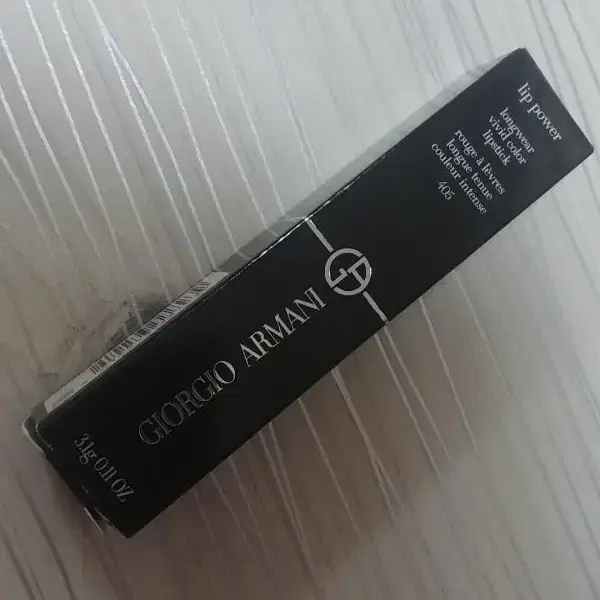 lip power
longwear
vivid color
lipstick
rouge à lèvres
longue tenue
couleur intense
405
GIORGIO ARMANI
3.1g 0.11 OZ